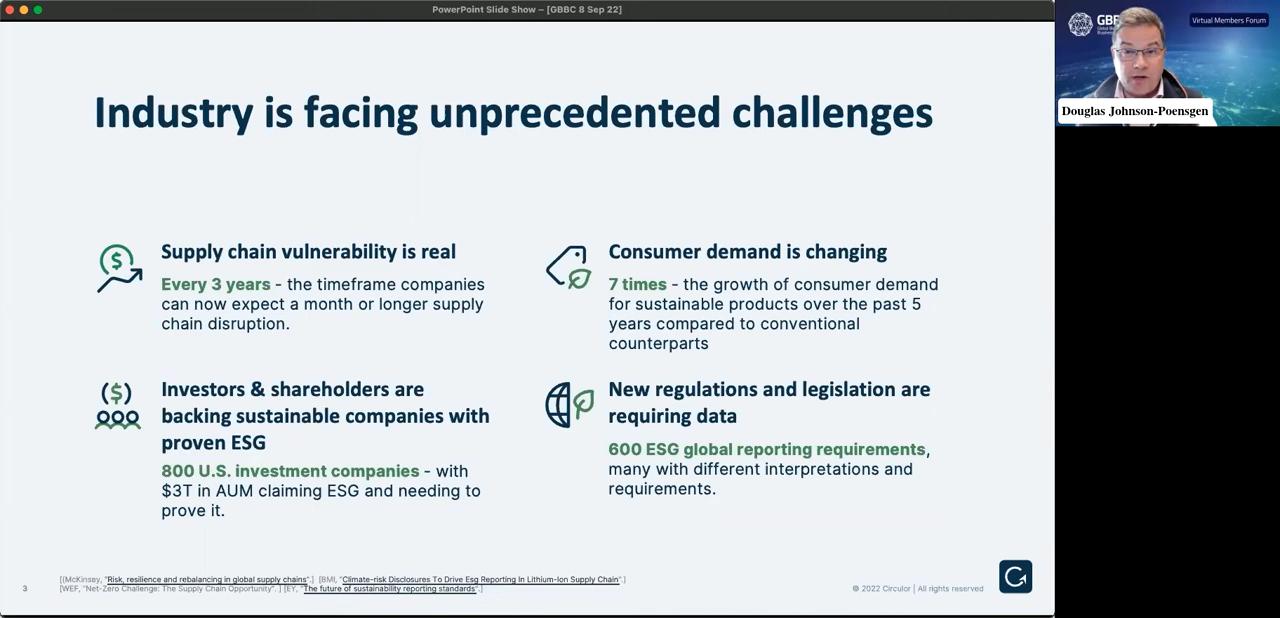 PowerPoint Slide Show – [GBBC 8 Sep 22]
Industry is facing unprecedented challenges
Supply chain vulnerability is real
Every 3 years - the timeframe companies
can now expect a month or longer supply
chain disruption.
Consumer demand is changing
7 times - the growth of consumer demand
for sustainable products over the past 5
years compared to conventional
counterparts
Investors & shareholders are
backing sustainable companies with
proven ESG
800 U.S. investment companies - with
$3T in AUM claiming ESG and needing to
prove it.
New regulations and legislation are
requiring data
600 ESG global reporting requirements,
many with different interpretations and
requirements.
3
[(McKinsey, "Risk, resilience and rebalancing in global supply chains".] [BMI, "Climate-risk Disclosures To Drive Esg Reporting In Lithium-Ion Supply Chain".]
[WEF, "Net-Zero Challenge: The Supply Chain Opportunity".] [EY, "The future of sustainability reporting standards".]
© 2022 Circulor | All rights reserved
Virtual Members Forum
Douglas Johnson-Poensgen